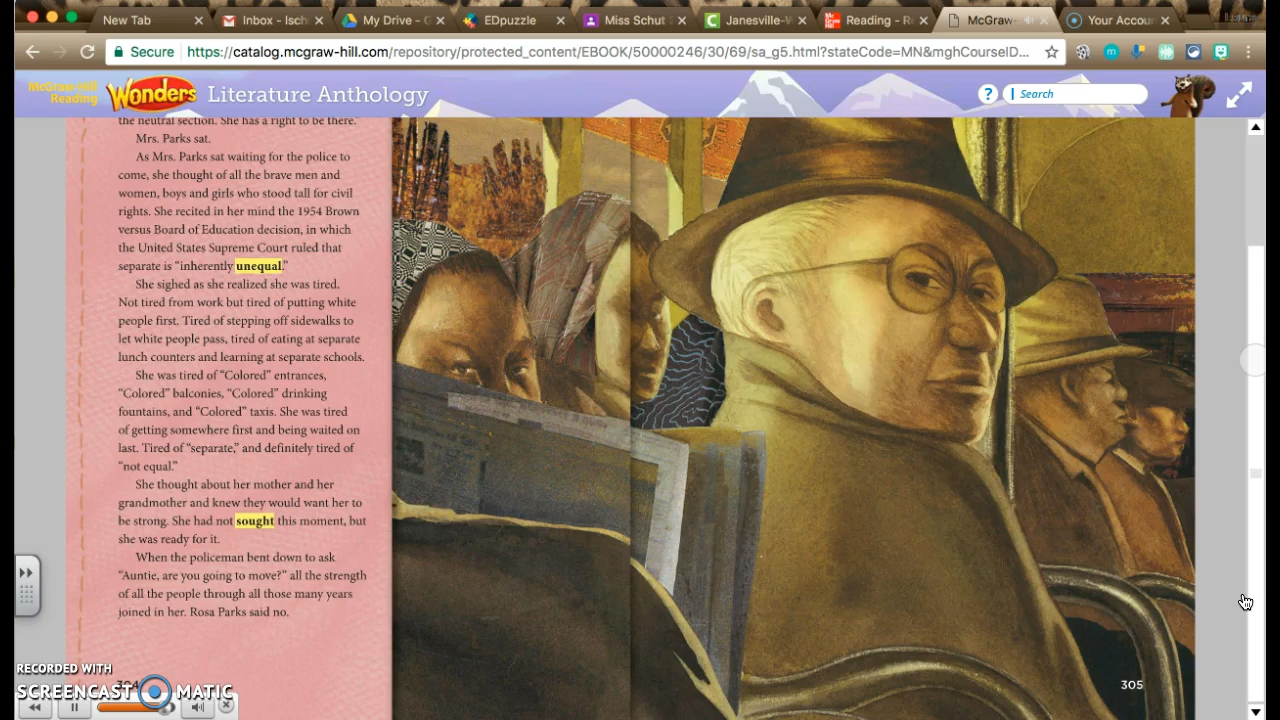 New Tab
Inbox - lsch
My Drive - G
EDpuzzle
Miss Schut
Janesville-W
Reading - R
McGraw-
Your Accour
Secure https://catalog.mcgraw-hill.com/repository/protected_content/EBOOK/50000246/30/69/sa_g5.html?stateCode=MN&mghCourseID...
McGraw-Hill
Reading
Wonders
Literature Anthology
? Search
the neutral section. She has a right to be there.
Mrs. Parks sat.
As Mrs. Parks sat waiting for the police to
come, she thought of all the brave men and
women, boys and girls who stood tall for civil
rights. She recited in her mind the 1954 Brown
versus Board of Education decision, in which
the United States Supreme Court ruled that
separate is “inherently unequal.”
She sighed as she realized she was tired.
Not tired from work but tired of putting white
people first. Tired of stepping off sidewalks to
let white people pass, tired of eating at separate
lunch counters and learning at separate schools.
She was tired of “Colored” entrances,
“Colored” balconies, “Colored” drinking
fountains, and “Colored” taxis. She was tired
of getting somewhere first and being waited on
last. Tired of “separate,” and definitely tired of
“not equal.”
She thought about her mother and her
grandmother and knew they would want her to
be strong. She had not sought this moment, but
she was ready for it.
When the policeman bent down to ask
“Auntie, are you going to move?” all the strength
of all the people through all those many years
joined in her. Rosa Parks said no.
304
305
RECORDED WITH
SCREENCAST MATIC